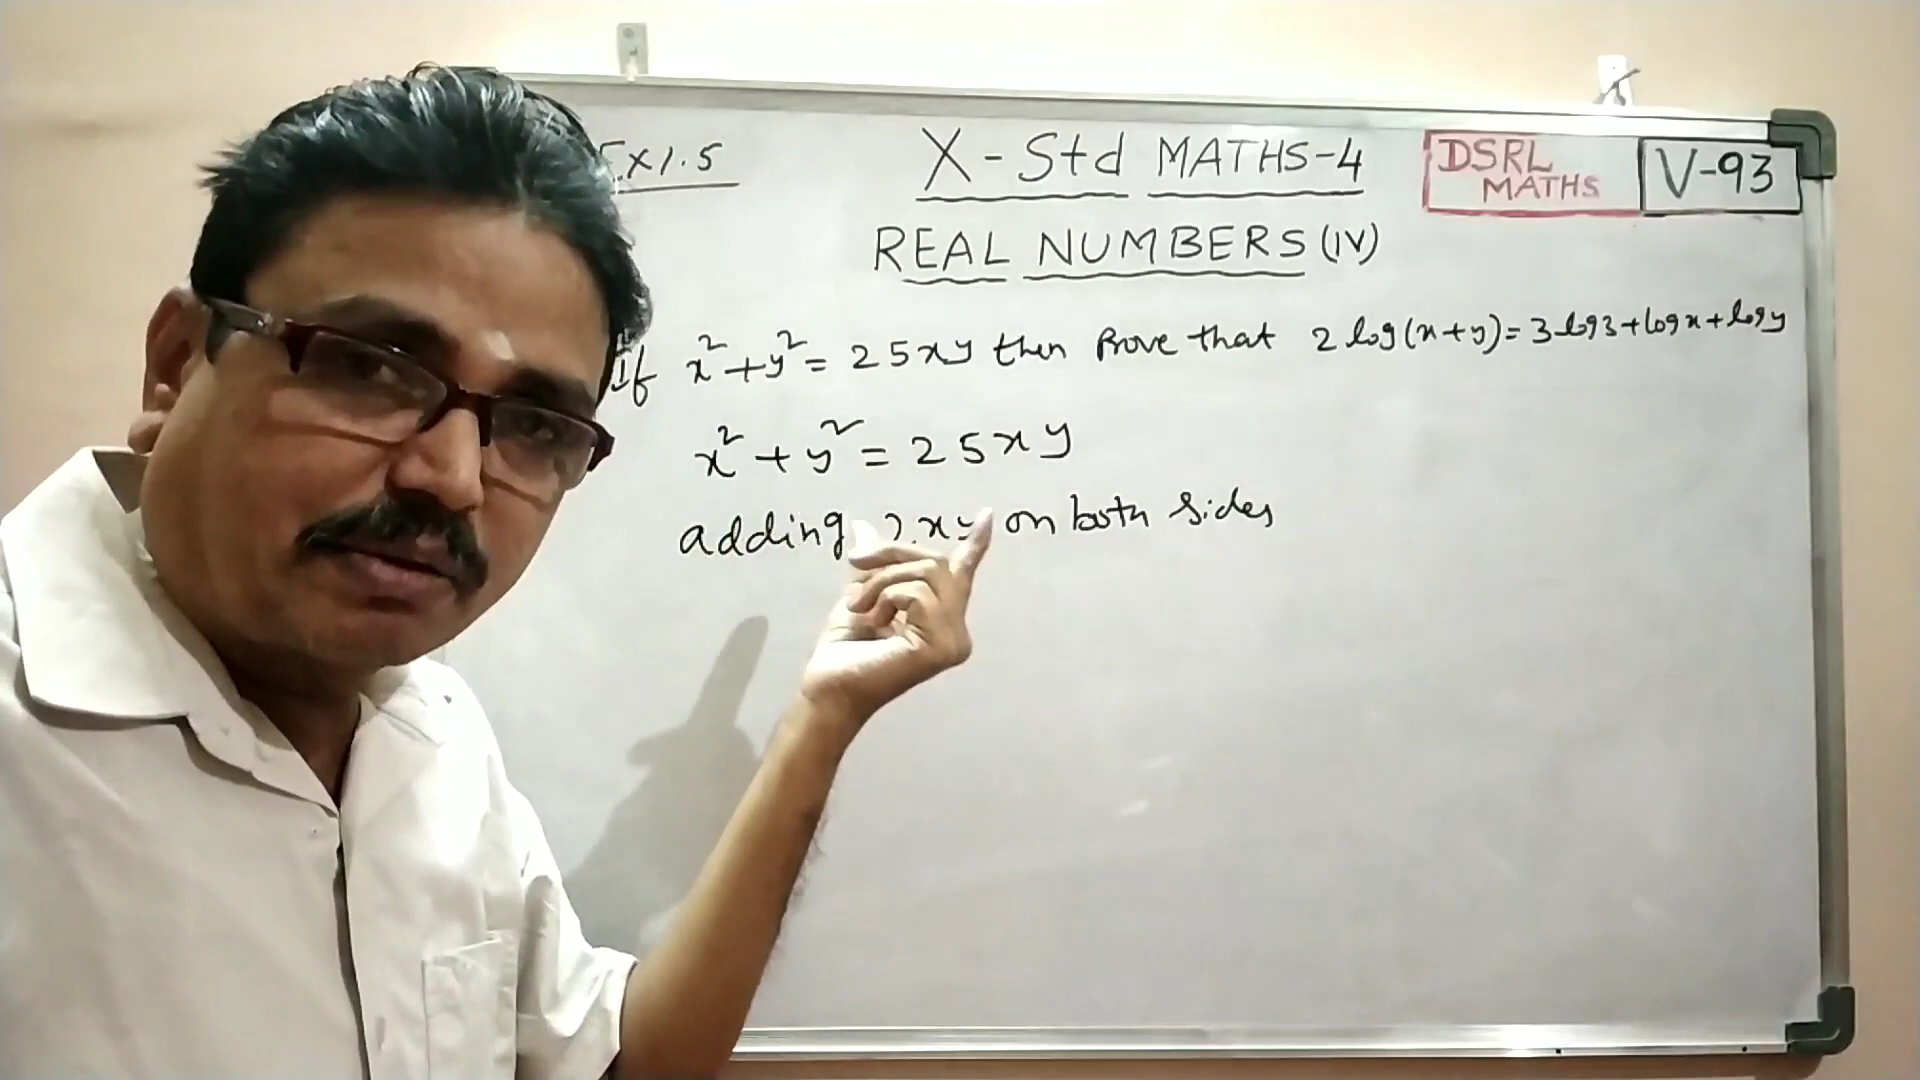 Ex 1.5
X-Std MATHS-4
DSRL MATHS
V-93
REAL NUMBERS (IV)
If x² + y² = 25xy then Prove that 2 log (x+y) = 3 log 3 + log x + log y
x² + y² = 25xy
adding 2xy on both sides